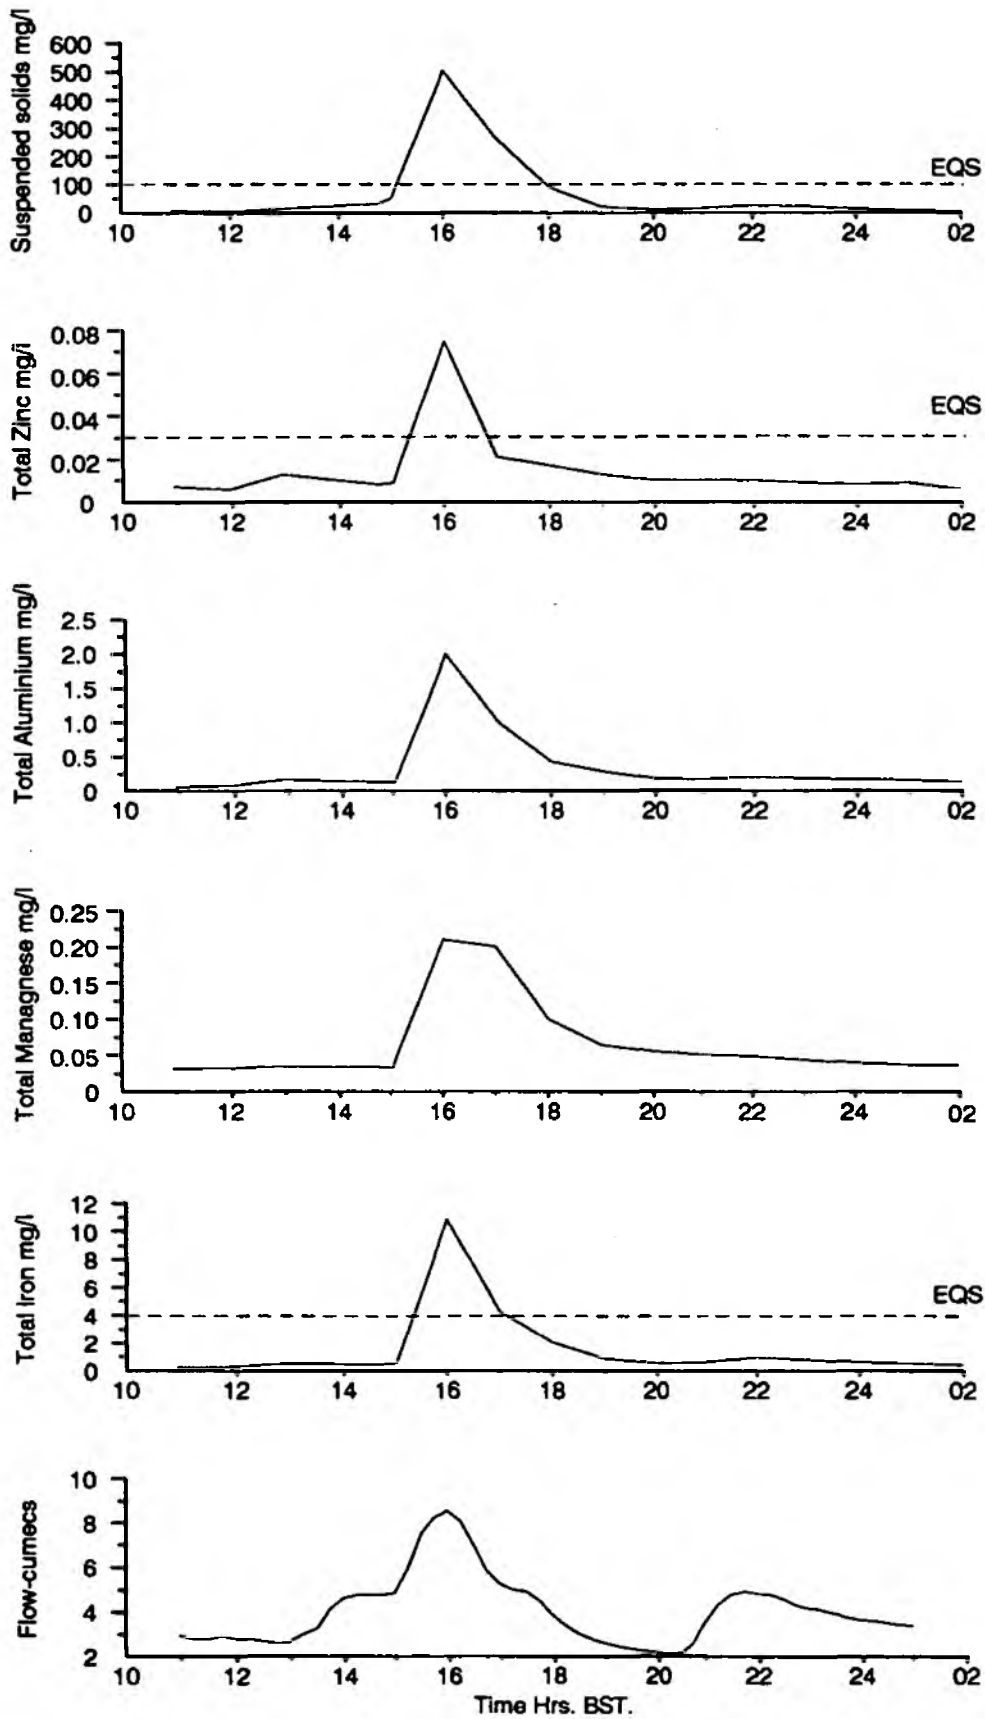 Suspended solids mg/l
600
500
400
300
200
100
0
EQS
10 12 14 16 18 20 22 24 02
Total Zinc mg/l
0.08
0.06
0.04
0.02
0
EQS
10 12 14 16 18 20 22 24 02
Total Aluminium mg/l
2.5
2.0
1.5
1.0
0.5
0
10 12 14 16 18 20 22 24 02
Total Managnese mg/l
0.25
0.20
0.15
0.10
0.05
0
10 12 14 16 18 20 22 24 02
Total Iron mg/l
12
10
8
6
4
2
0
EQS
10 12 14 16 18 20 22 24 02
Flow-cumecs
10
8
6
4
2
10 12 14 16 18 20 22 24 02
Time Hrs. BST.